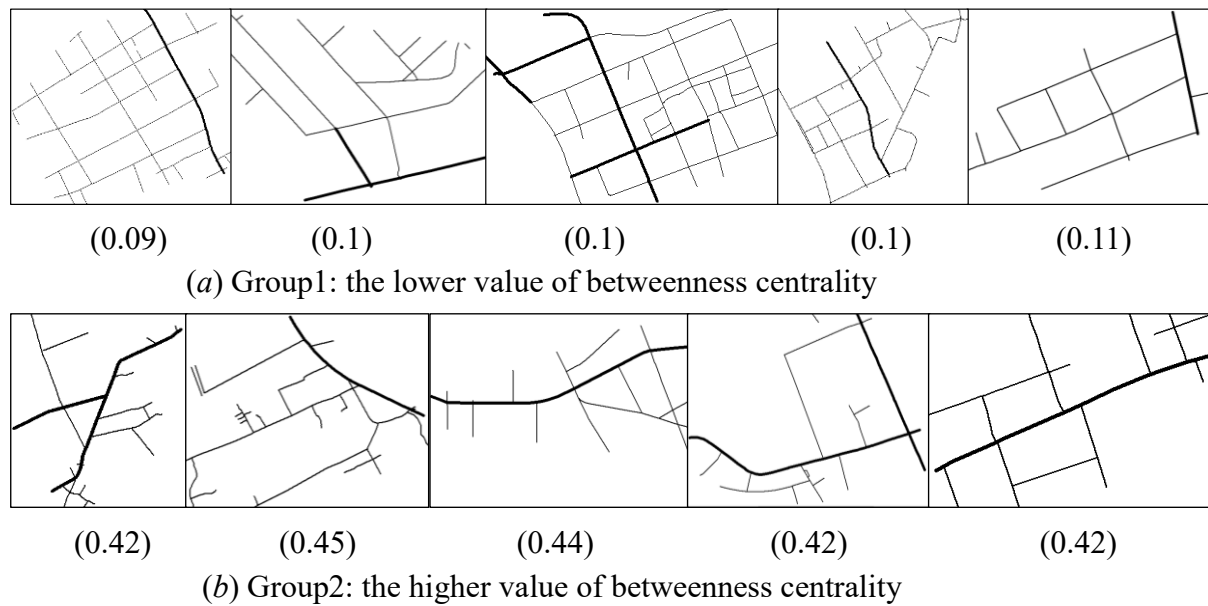 (0.09) (0.1) (0.1) (0.1) (0.11)
(a) Group1: the lower value of betweenness centrality
(0.42) (0.45) (0.44) (0.42) (0.42)
(b) Group2: the higher value of betweenness centrality